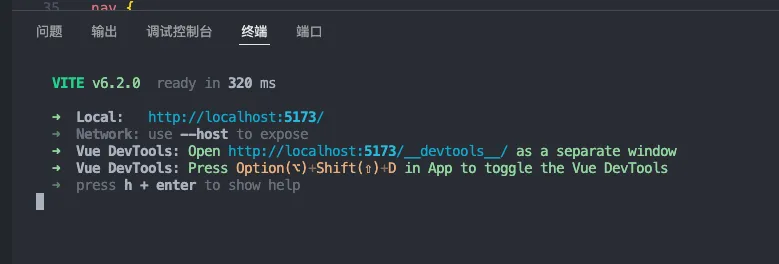 35 nav {
问题 输出 调试控制台 终端 端口
VITE v6.2.0 ready in 320 ms
➜ Local: http://localhost:5173/
➜ Network: use --host to expose
➜ Vue DevTools: Open http://localhost:5173/__devtools__/ as a separate window
➜ Vue DevTools: Press Option(⌥)+Shift(⇧)+D in App to toggle the Vue DevTools
➜ press h + enter to show help